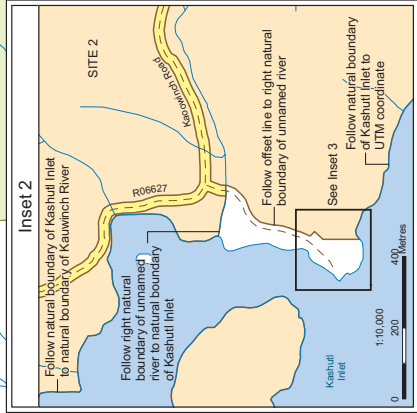 Inset 2
Follow natural boundary of Kashutl Inlet
to natural boundary of Kauwinch River
SITE 2
Kaowinch Road
R06627
Follow right natural
boundary of unnamed
river to natural boundary
of Kashutl Inlet
Follow offset line to right natural
boundary of unnamed river
See Inset 3
Follow natural boundary
of Kashutl Inlet to
UTM coordinate
Kashutl
Inlet
1:10,000
0 200 400
Metres